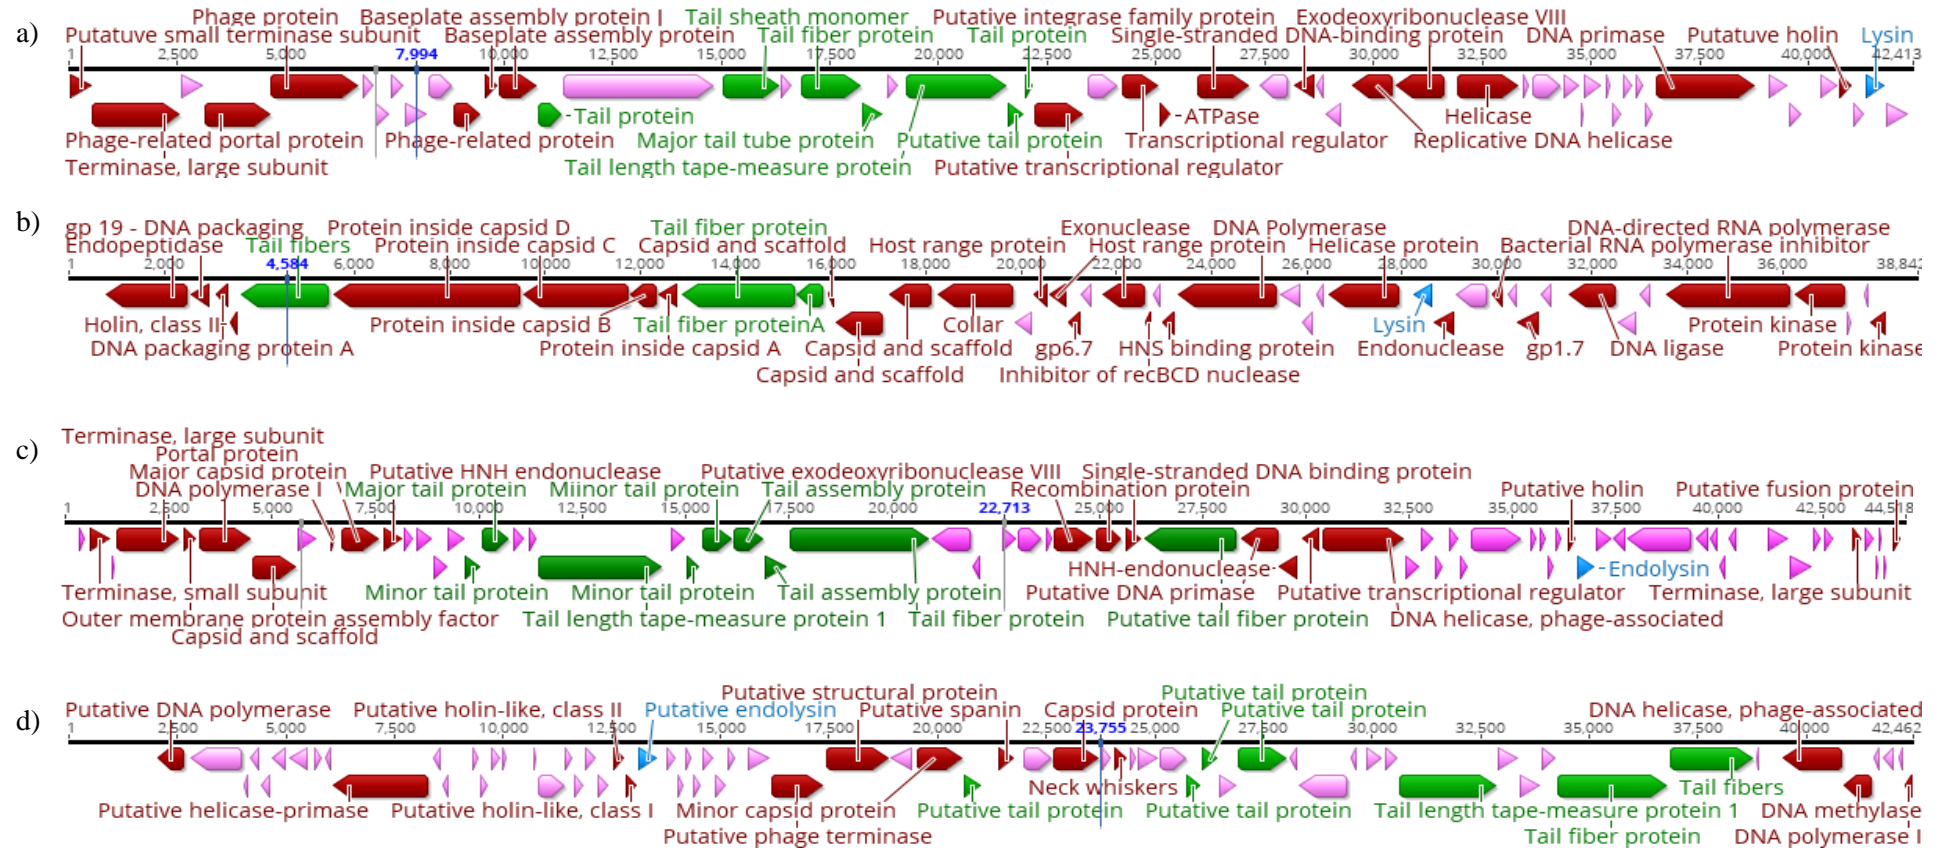 a)
Phage protein Baseplate assembly protein J Tail sheath monomer Putative integrase family protein Exodeoxyribonuclease VIII
Putatuve small terminase subunit Baseplate assembly protein Tail fiber protein Tail protein Single-stranded DNA-binding protein DNA primase Putatuve holin Lysin
1 2,500 5,000 7,994 10,000 12,500 15,000 17,500 20,000 22,500 25,000 27,500 30,000 32,500 35,000 37,500 40,000 42,413
Tail protein ATPase Helicase
Phage-related portal protein Phage-related protein Major tail tube protein Putative tail protein Transcriptional regulator Replicative DNA helicase
Terminase, large subunit Tail length tape-measure protein Putative transcriptional regulator
b)
gp 19 - DNA packaging Protein inside capsid D Tail fiber protein Exonuclease DNA Polymerase DNA-directed RNA polymerase
Endopeptidase Tail fibers Protein inside capsid C Capsid and scaffold Host range protein Host range protein Helicase protein Bacterial RNA polymerase inhibitor
1 2,000 4,584 6,000 8,000 10,000 12,000 14,000 16,000 18,000 20,000 22,000 24,000 26,000 28,000 30,000 32,000 34,000 36,000 38,842
Holin, class II Protein inside capsid B Tail fiber proteinA Collar Lysin Protein kinase
DNA packaging protein A Protein inside capsid A Capsid and scaffold gp6.7 HNS binding protein Endonuclease gp1.7 DNA ligase Protein kinase
Capsid and scaffold Inhibitor of recBCD nuclease
c)
Terminase, large subunit
Portal protein
Major capsid protein Putative HNH endonuclease Putative exodeoxyribonuclease VIII Single-stranded DNA binding protein
DNA polymerase I Major tail protein Miinor tail protein Tail assembly protein Recombination protein Putative holin Putative fusion protein
1 2,500 5,000 7,500 10,000 12,500 15,000 17,500 20,000 22,713 25,000 27,500 30,000 32,500 35,000 37,500 40,000 42,500 44,518
HNH-endonuclease Endolysin
Terminase, small subunit Minor tail protein Minor tail protein Tail assembly protein Putative DNA primase Putative transcriptional regulator Terminase, large subunit
Outer membrane protein assembly factor Tail length tape-measure protein 1 Tail fiber protein Putative tail fiber protein DNA helicase, phage-associated
Capsid and scaffold
d)
Putative structural protein Putative tail protein
Putative DNA polymerase Putative holin-like, class II Putative endolysin Putative spanin Capsid protein Putative tail protein DNA helicase, phage-associated
1 2,500 5,000 7,500 10,000 12,500 15,000 17,500 20,000 22,500 23,755 25,000 27,500 30,000 32,500 35,000 37,500 40,000 42,462
Neck whiskers Tail fibers
Putative helicase-primase Putative holin-like, class I Minor capsid protein Putative tail protein Putative tail protein Tail length tape-measure protein 1 DNA methylase
Putative phage terminase Tail fiber protein DNA polymerase I